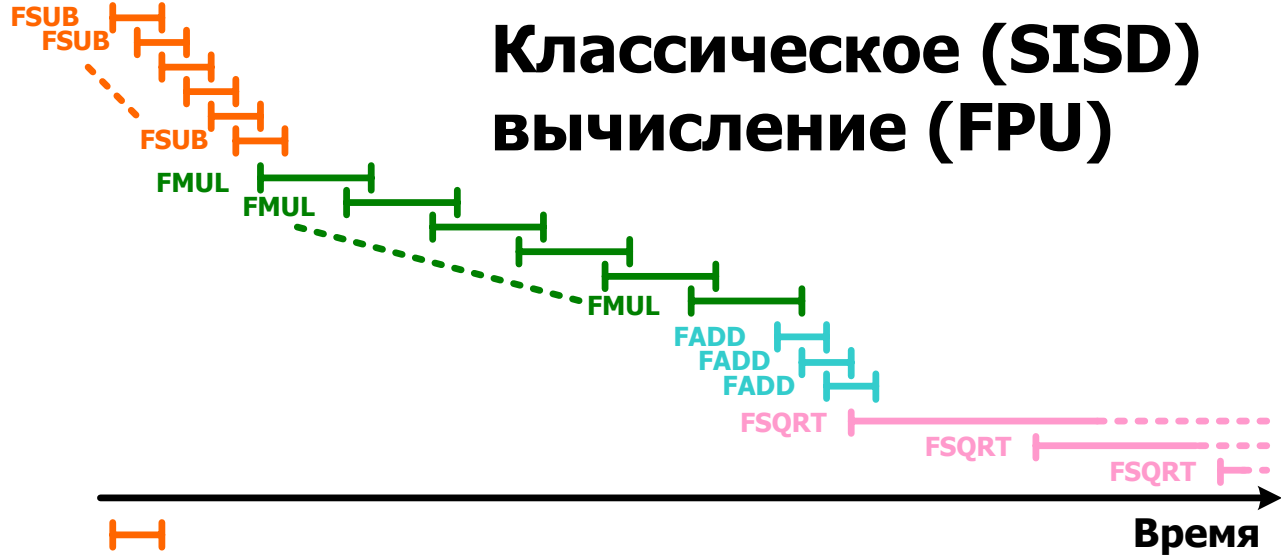 Классическое (SISD)
вычисление (FPU)
FSUB
FSUB
FSUB
FMUL
FMUL
FMUL
FADD
FADD
FADD
FSQRT
FSQRT
FSQRT
Время